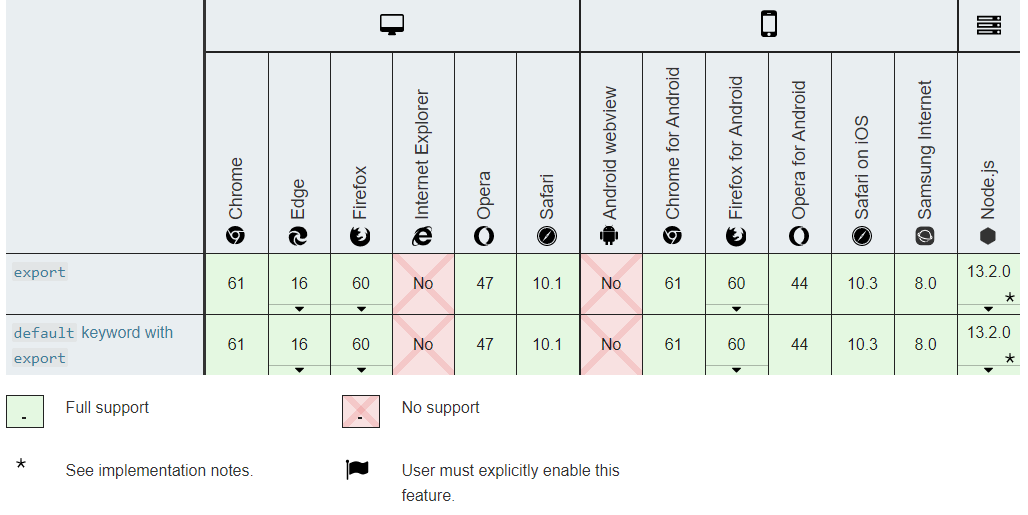 Chrome
Edge
Firefox
Internet Explorer
Opera
Safari
Android webview
Chrome for Android
Firefox for Android
Opera for Android
Safari on iOS
Samsung Internet
Node.js
export
61
16
60
No
47
10.1
No
61
60
44
10.3
8.0
13.2.0
*
default keyword with
export
61
16
60
No
47
10.1
No
61
60
44
10.3
8.0
13.2.0
*
-
Full support
-
No support
*
See implementation notes.
User must explicitly enable this
feature.